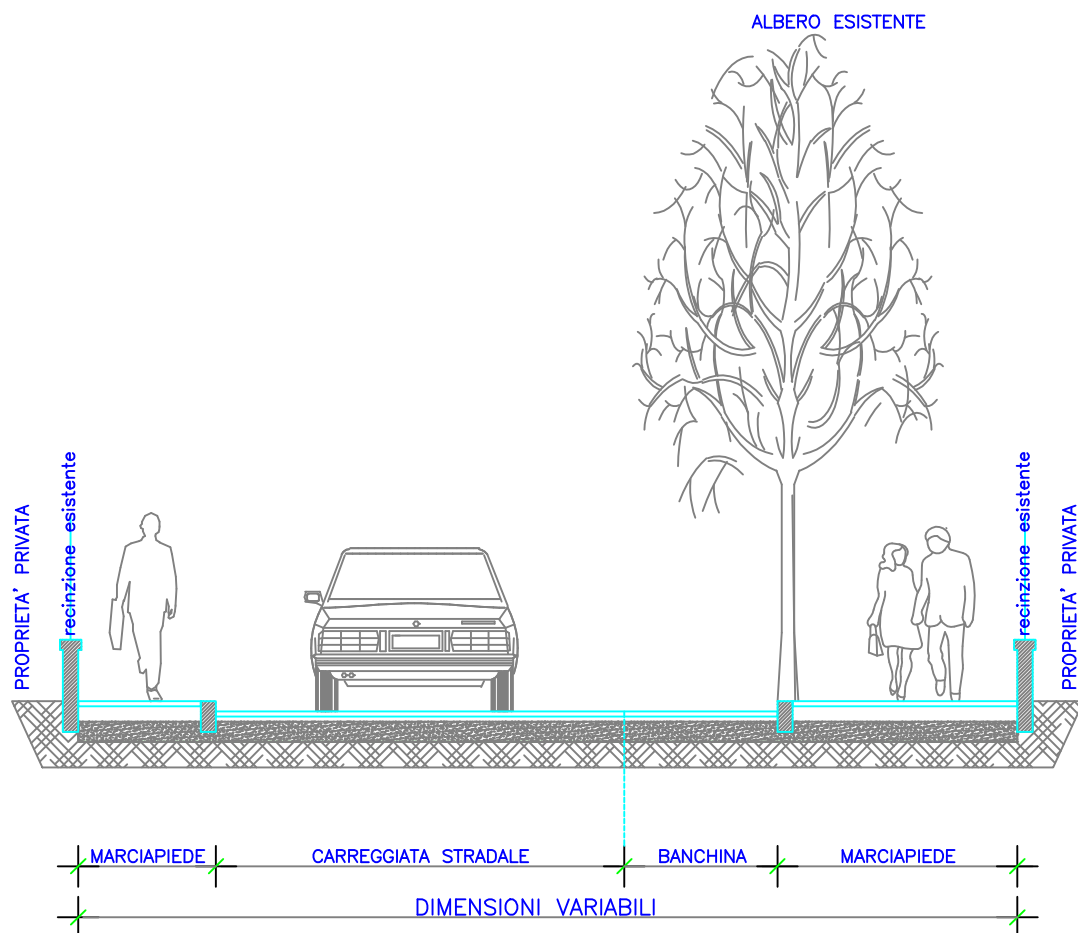 ALBERO ESISTENTE
PROPRIETA' PRIVATA
recinzione esistente
recinzione esistente
PROPRIETA' PRIVATA
MARCIAPIEDE
CARREGGIATA STRADALE
BANCHINA
MARCIAPIEDE
DIMENSIONI VARIABILI